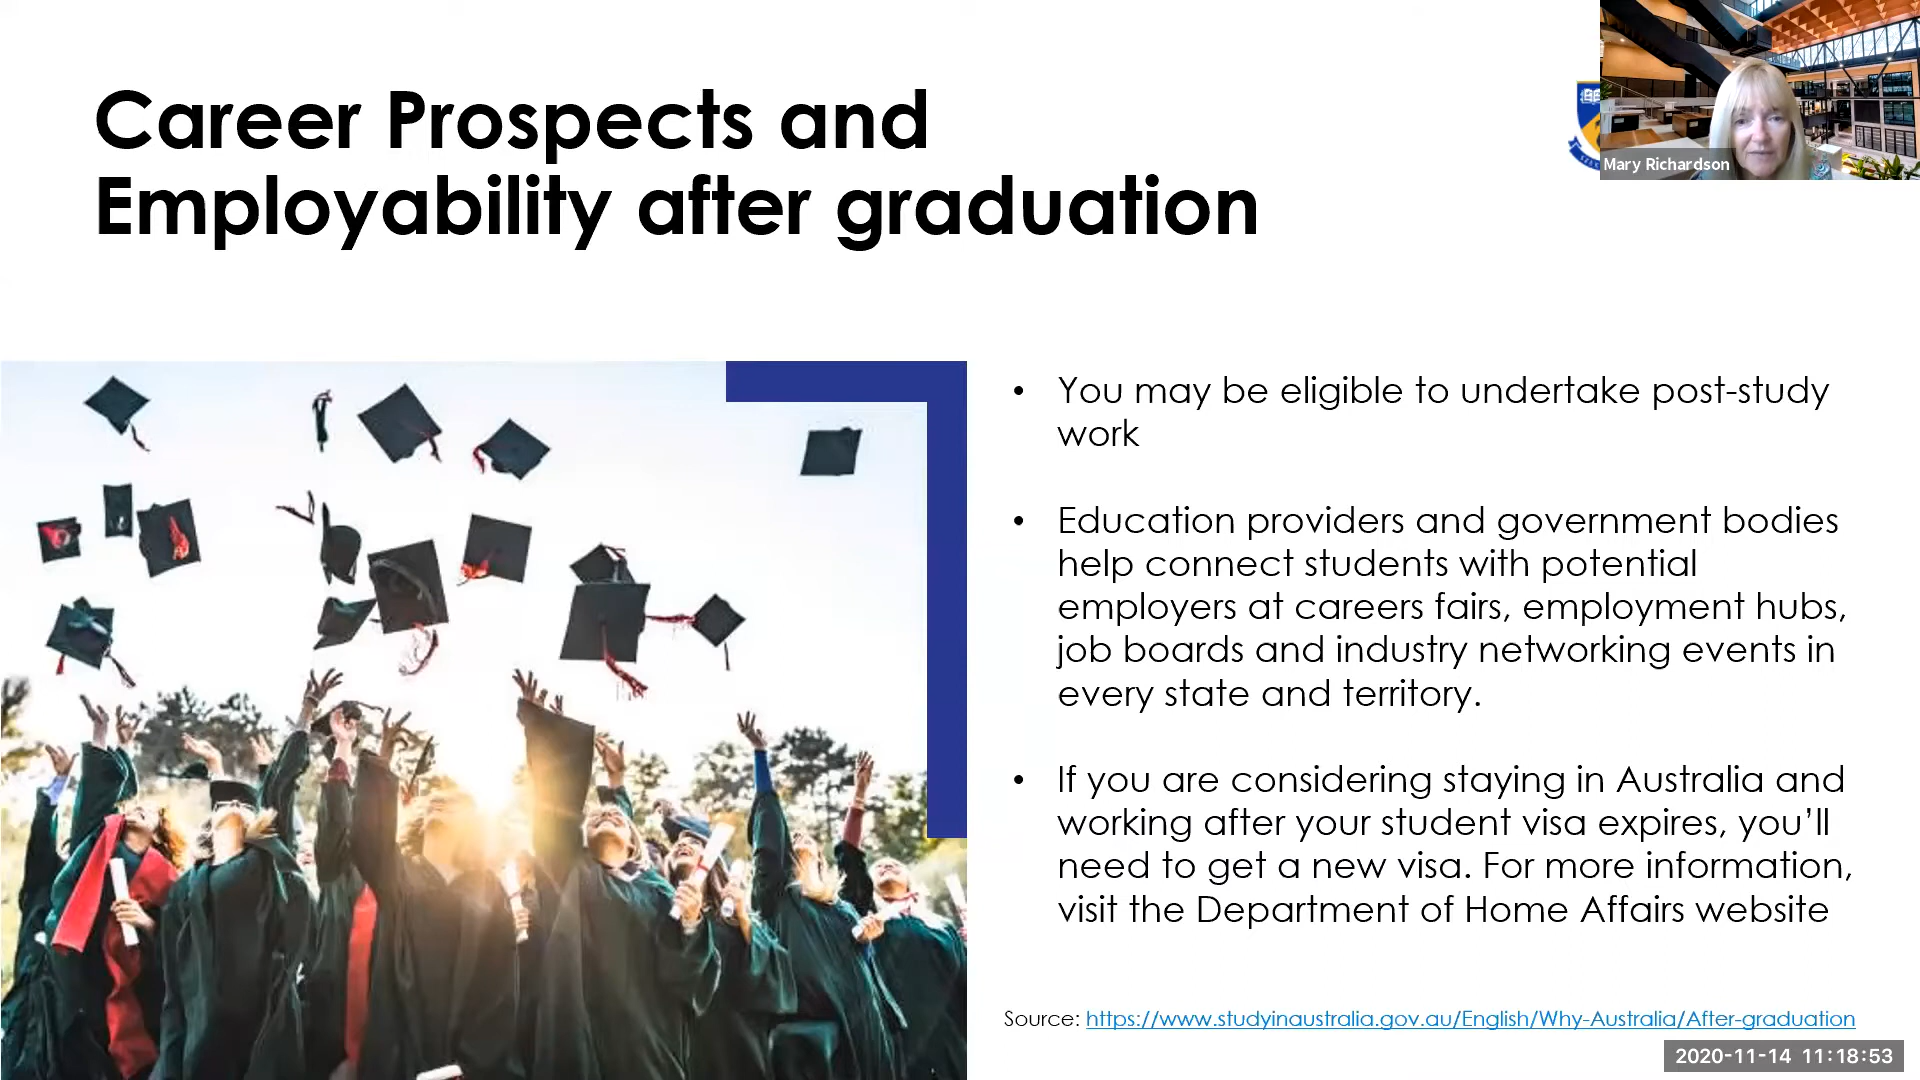 Career Prospects and
Employability after graduation
Mary Richardson
• You may be eligible to undertake post-study
work
• Education providers and government bodies
help connect students with potential
employers at careers fairs, employment hubs,
job boards and industry networking events in
every state and territory.
• If you are considering staying in Australia and
working after your student visa expires, you’ll
need to get a new visa. For more information,
visit the Department of Home Affairs website
Source: https://www.studyinaustralia.gov.au/English/Why-Australia/After-graduation
2020-11-14 11:18:53